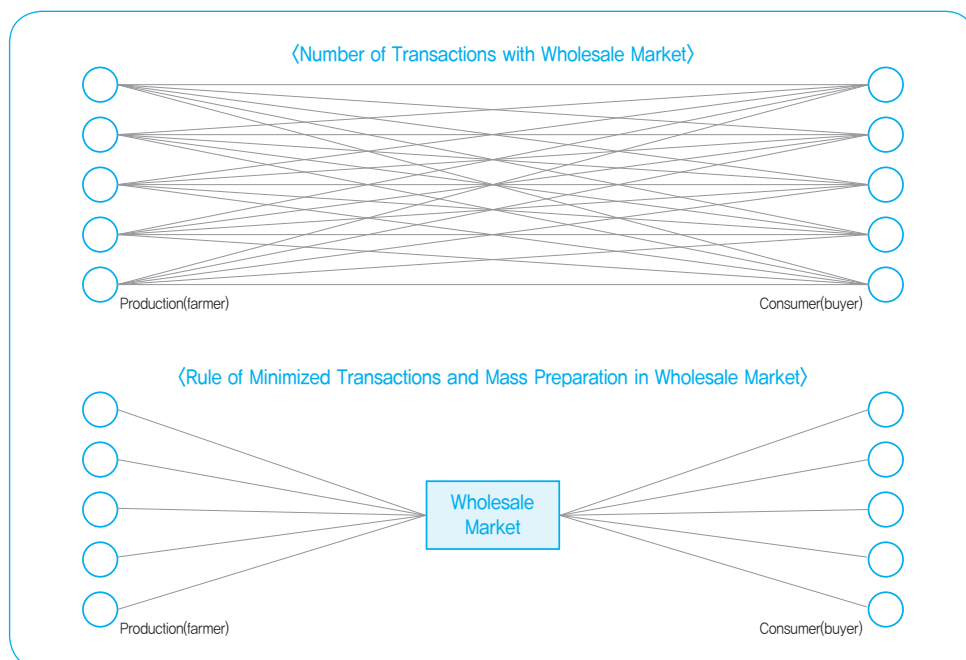 〈Number of Transactions with Wholesale Market〉
Production(farmer)
Consumer(buyer)
〈Rule of Minimized Transactions and Mass Preparation in Wholesale Market〉
Wholesale
Market
Production(farmer)
Consumer(buyer)